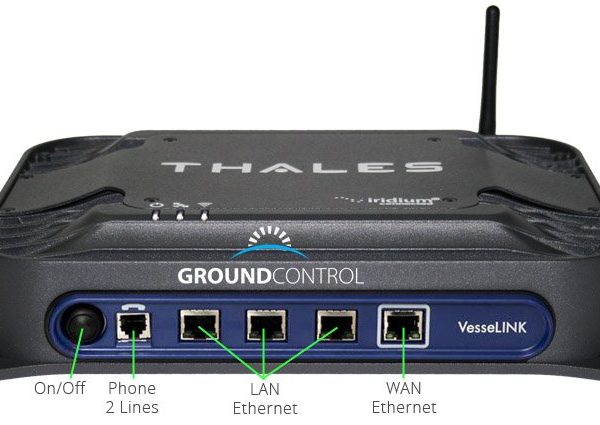 THALES
iridium
GROUNDCONTROL
VesseLINK
On/Off
Phone
2 Lines
LAN
Ethernet
WAN
Ethernet